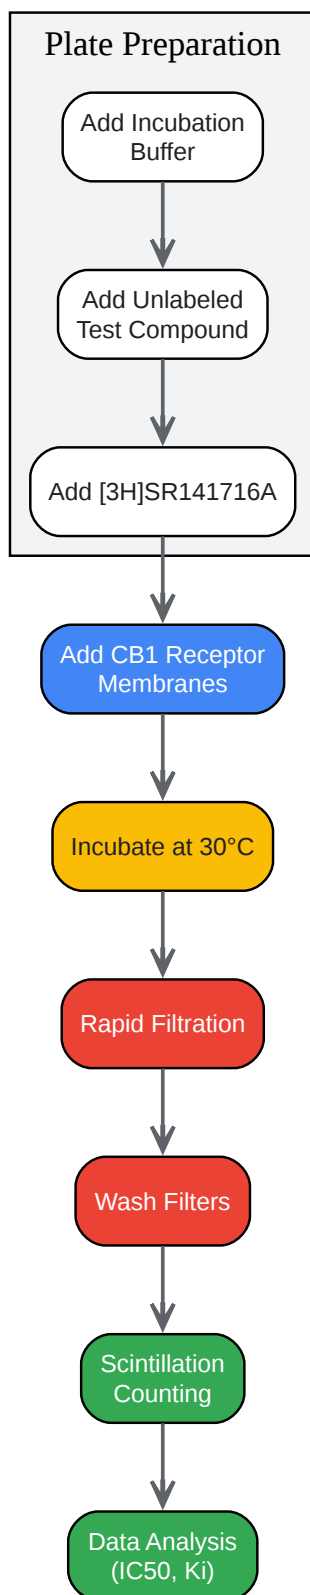 Plate Preparation
Add Incubation
Buffer
Add Unlabeled
Test Compound
Add [3H]SR141716A
Add CB1 Receptor
Membranes
Incubate at 30°C
Rapid Filtration
Wash Filters
Scintillation
Counting
Data Analysis
(IC50, Ki)